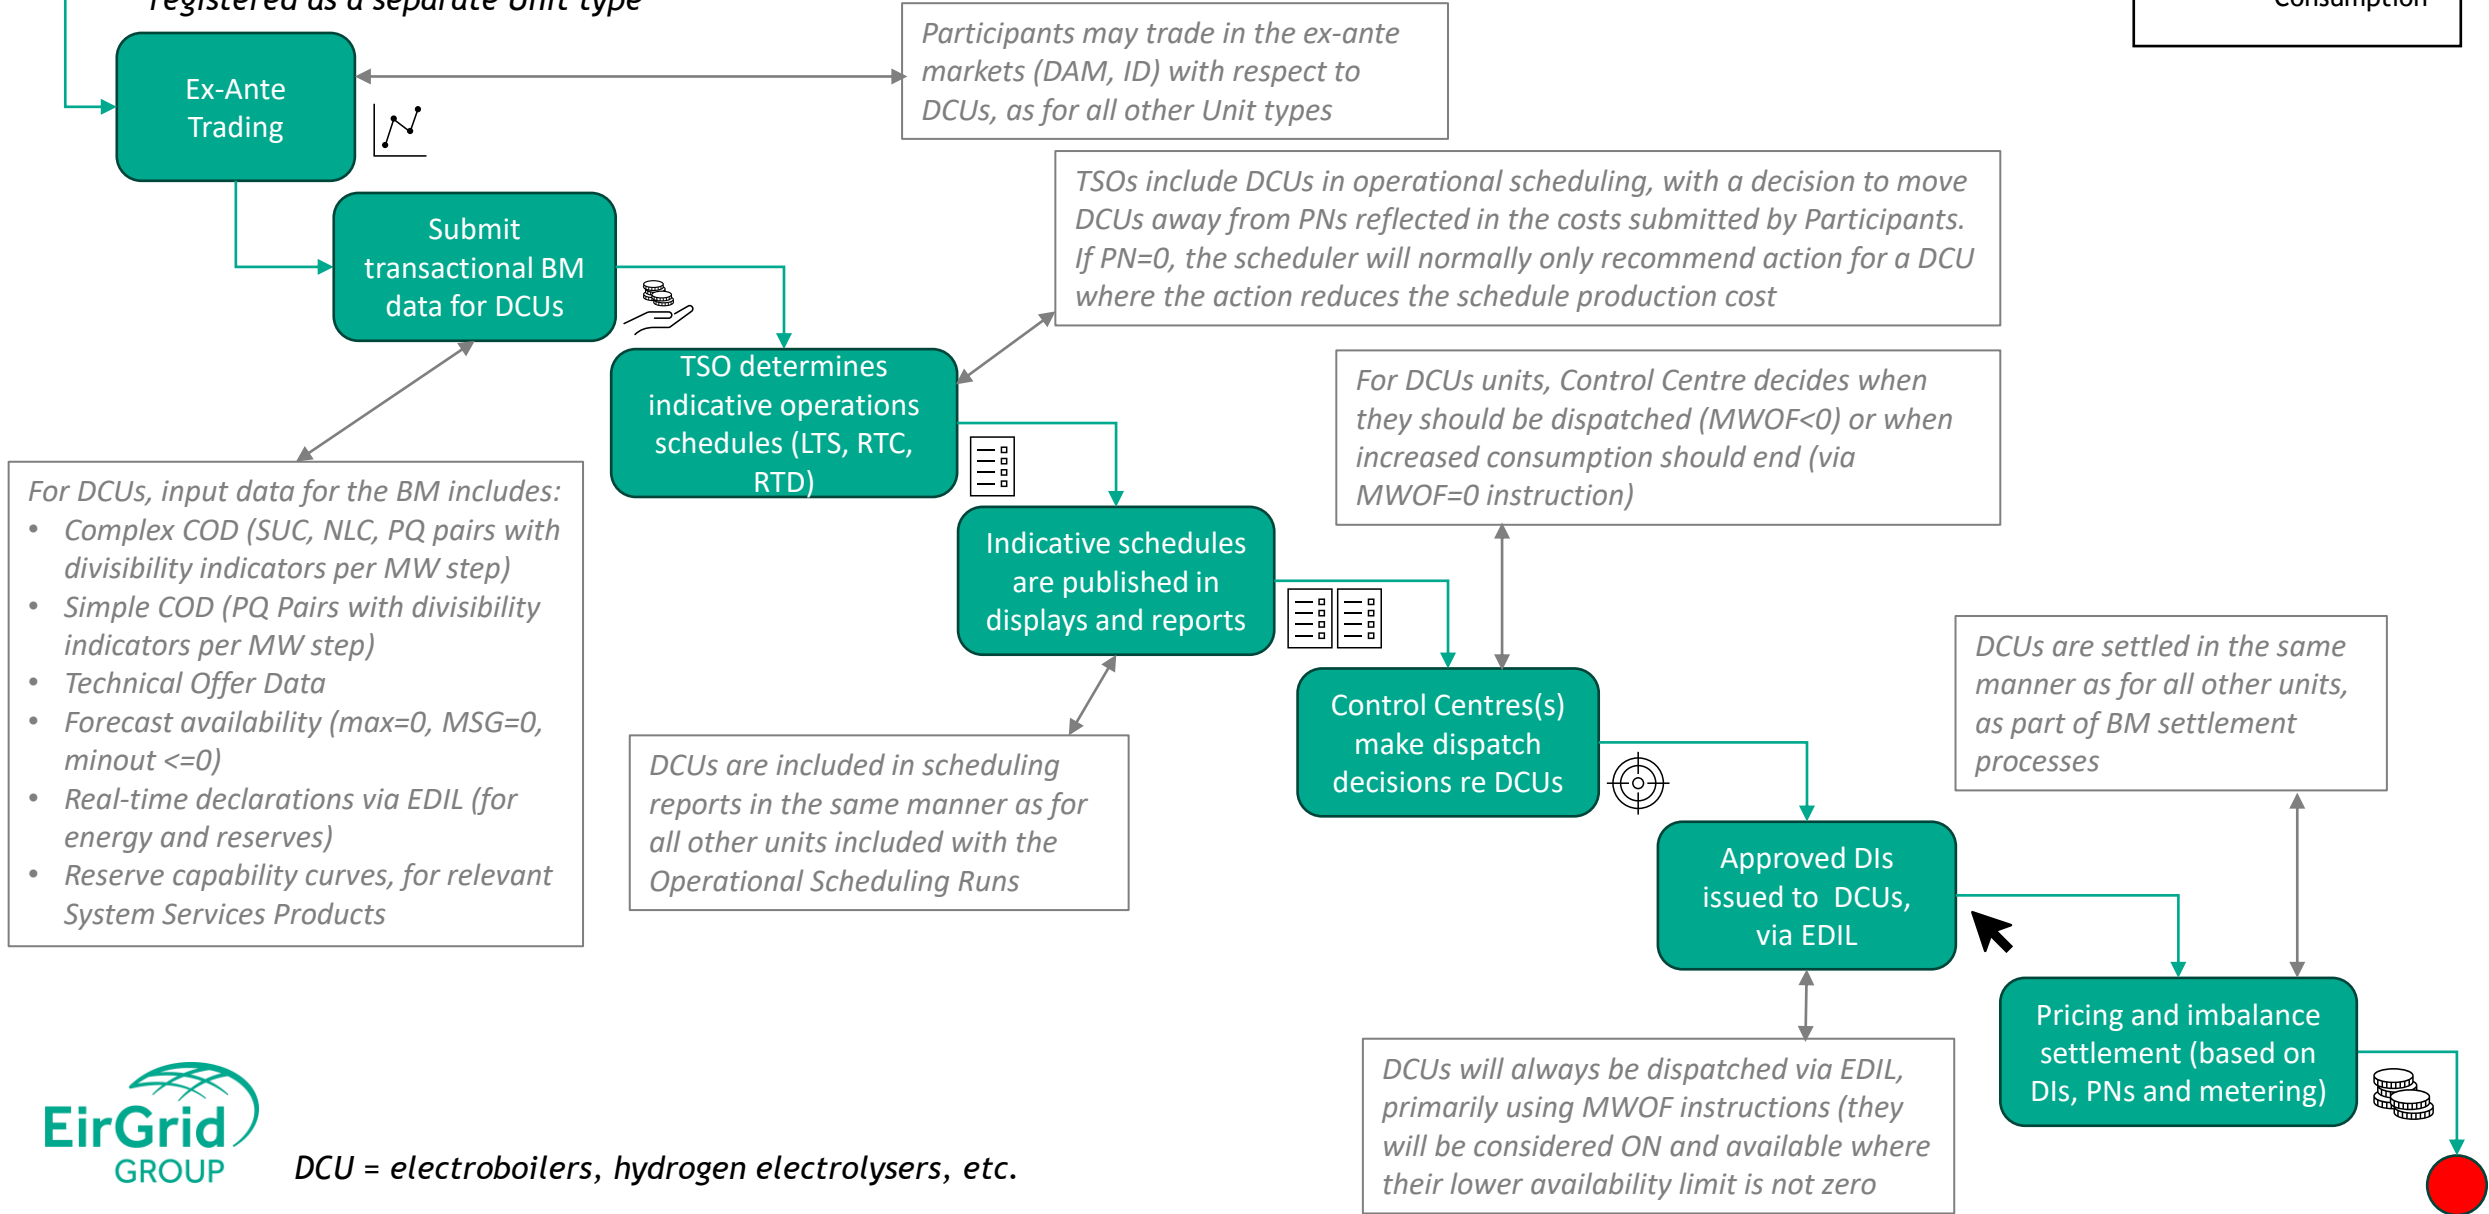 registered as a separate Unit type
Consumption
Participants may trade in the ex-ante
markets (DAM, ID) with respect to
DCUs, as for all other Unit types
Ex-Ante
Trading
TSOs include DCUs in operational scheduling, with a decision to move
DCUs away from PNs reflected in the costs submitted by Participants.
If PN=0, the scheduler will normally only recommend action for a DCU
where the action reduces the schedule production cost
Submit
transactional BM
data for DCUs
TSO determines
indicative operations
schedules (LTS, RTC,
RTD)
For DCUs units, Control Centre decides when
they should be dispatched (MWOF<0) or when
increased consumption should end (via
MWOF=0 instruction)
For DCUs, input data for the BM includes:
• Complex COD (SUC, NLC, PQ pairs with
divisibility indicators per MW step)
• Simple COD (PQ Pairs with divisibility
indicators per MW step)
• Technical Offer Data
• Forecast availability (max=0, MSG=0,
minout <=0)
• Real-time declarations via EDIL (for
energy and reserves)
• Reserve capability curves, for relevant
System Services Products
Indicative schedules
are published in
displays and reports
DCUs are included in scheduling
reports in the same manner as for
all other units included with the
Operational Scheduling Runs
Control Centres(s)
make dispatch
decisions re DCUs
DCUs are settled in the same
manner as for all other units,
as part of BM settlement
processes
Approved DIs
issued to DCUs,
via EDIL
Pricing and imbalance
settlement (based on
DIs, PNs and metering)
DCUs will always be dispatched via EDIL,
primarily using MWOF instructions (they
will be considered ON and available where
their lower availability limit is not zero
EirGrid
GROUP
DCU = electroboilers, hydrogen electrolysers, etc.